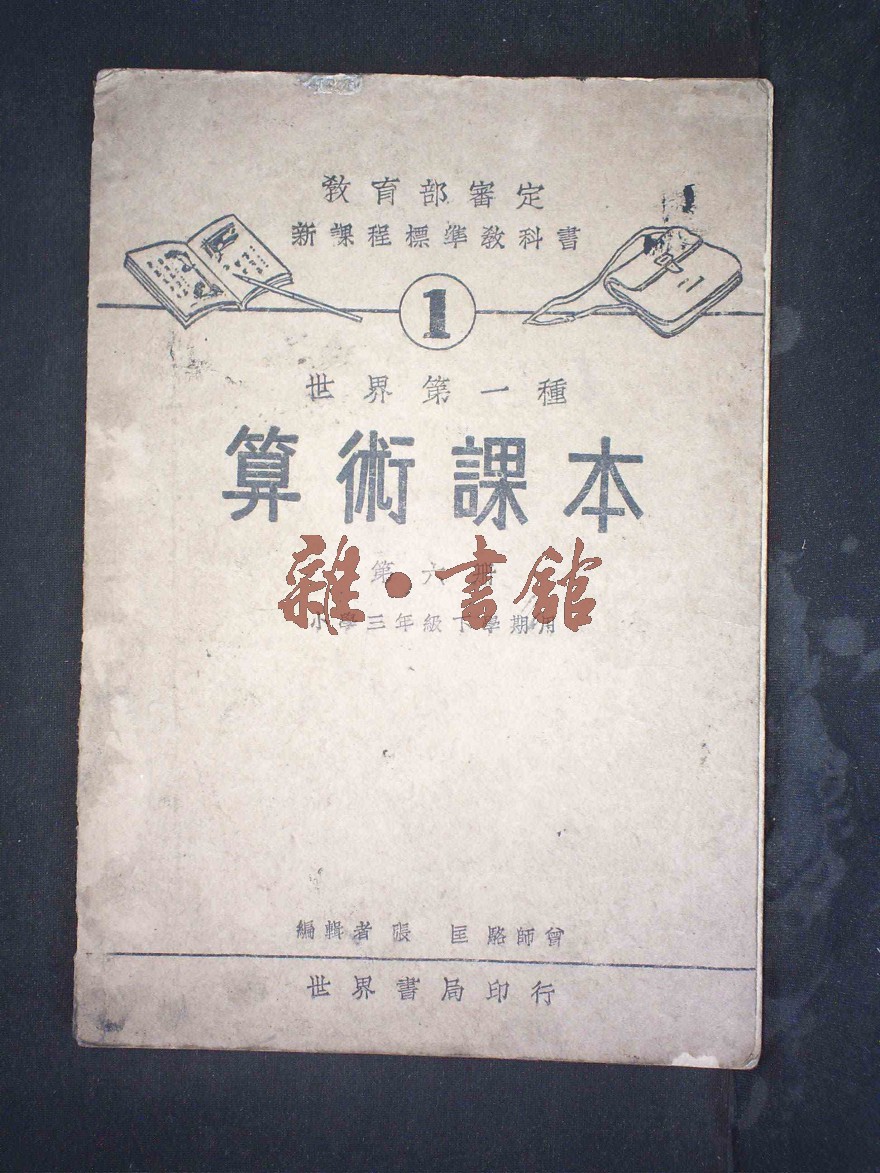 教育部審定
新課程標準教科書
1
世界第一種
算術課本
第六冊
雜·書館
小學三年級下學期用
編輯者 張 匡 駱師曾
世界書局印行